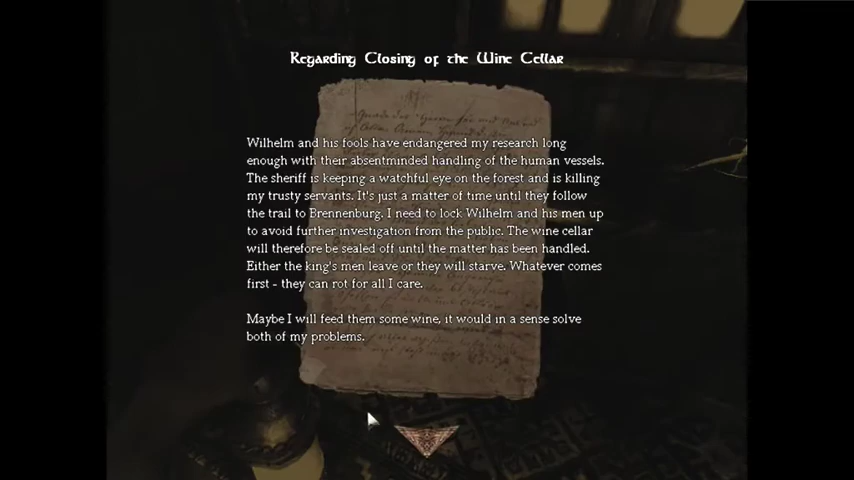 Regarding Closing of the Wine Cellar
Wilhelm and his fools have endangered my research long
enough with their absentminded handling of the human vessels.
The sheriff is keeping a watchful eye on the forest and is killing
my trusty servants. It's just a matter of time until they follow
the trail to Brennenburg. I need to lock Wilhelm and his men up
to avoid further investigation from the public. The wine cellar
will therefore be sealed off until the matter has been handled.
Either the king's men leave or they will starve. Whatever comes
first - they can rot for all I care.
Maybe I will feed them some wine, it would in a sense solve
both of my problems.